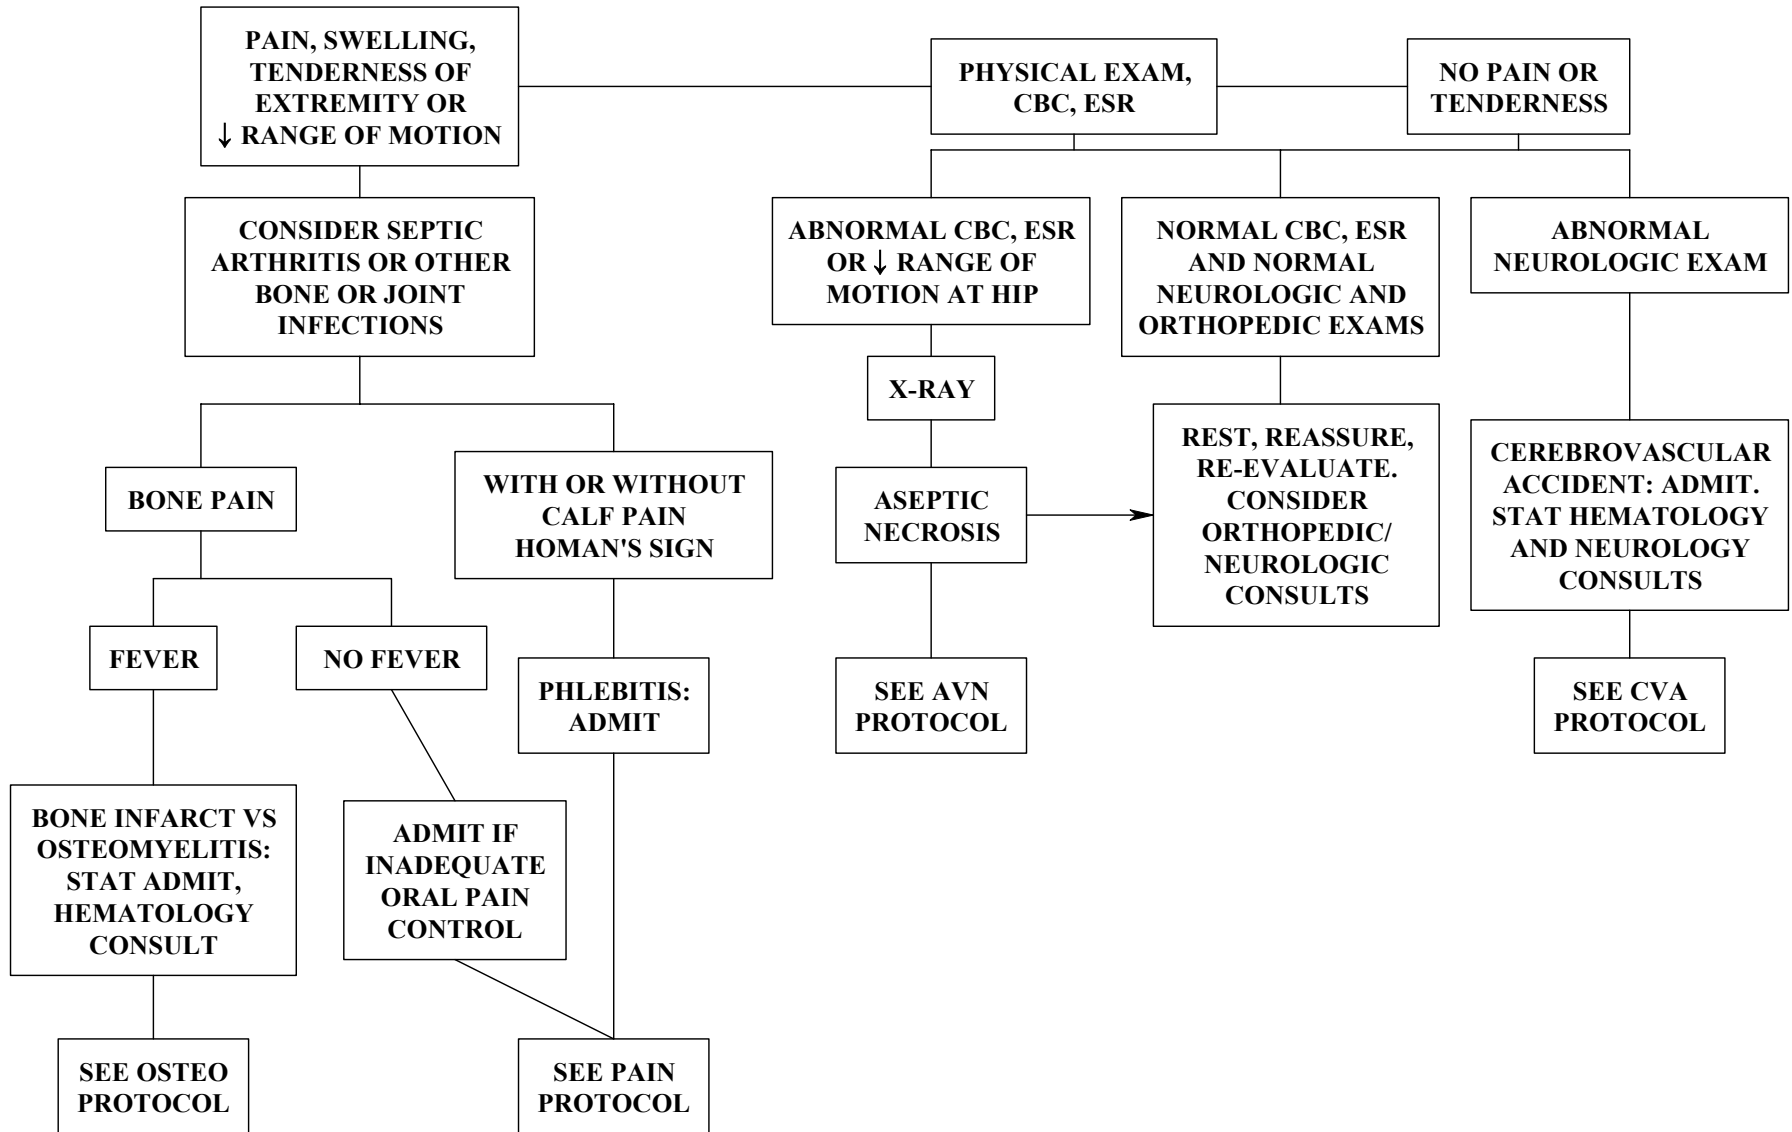 PAIN, SWELLING,
TENDERNESS OF
EXTREMITY OR
↓ RANGE OF MOTION
PHYSICAL EXAM,
CBC, ESR
NO PAIN OR
TENDERNESS
CONSIDER SEPTIC
ARTHRITIS OR OTHER
BONE OR JOINT
INFECTIONS
ABNORMAL CBC, ESR
OR ↓ RANGE OF
MOTION AT HIP
NORMAL CBC, ESR
AND NORMAL
NEUROLOGIC AND
ORTHOPEDIC EXAMS
ABNORMAL
NEUROLOGIC EXAM
X-RAY
BONE PAIN
WITH OR WITHOUT
CALF PAIN
HOMAN'S SIGN
ASEPTIC
NECROSIS
REST, REASSURE,
RE-EVALUATE.
CONSIDER
ORTHOPEDIC/
NEUROLOGIC
CONSULTS
CEREBROVASCULAR
ACCIDENT: ADMIT.
STAT HEMATOLOGY
AND NEUROLOGY
CONSULTS
FEVER
NO FEVER
PHLEBITIS:
ADMIT
SEE AVN
PROTOCOL
SEE CVA
PROTOCOL
BONE INFARCT VS
OSTEOMYELITIS:
STAT ADMIT,
HEMATOLOGY
CONSULT
ADMIT IF
INADEQUATE
ORAL PAIN
CONTROL
SEE OSTEO
PROTOCOL
SEE PAIN
PROTOCOL